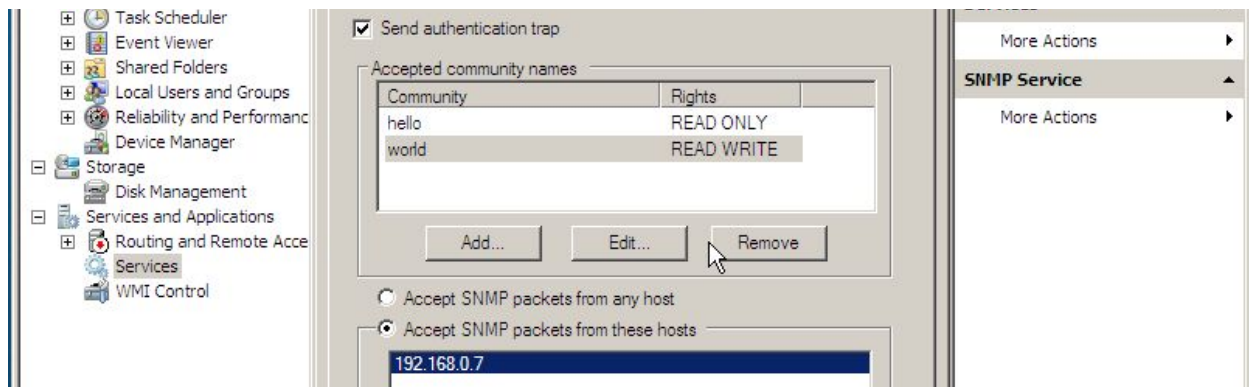 Task Scheduler
Event Viewer
Shared Folders
Local Users and Groups
Reliability and Performanc
Device Manager
Storage
Disk Management
Services and Applications
Routing and Remote Acce
Services
WMI Control
Send authentication trap
Accepted community names
Community Rights
hello READ ONLY
world READ WRITE
Add... Edit... Remove
Accept SNMP packets from any host
Accept SNMP packets from these hosts
192.168.0.7
More Actions
SNMP Service
More Actions